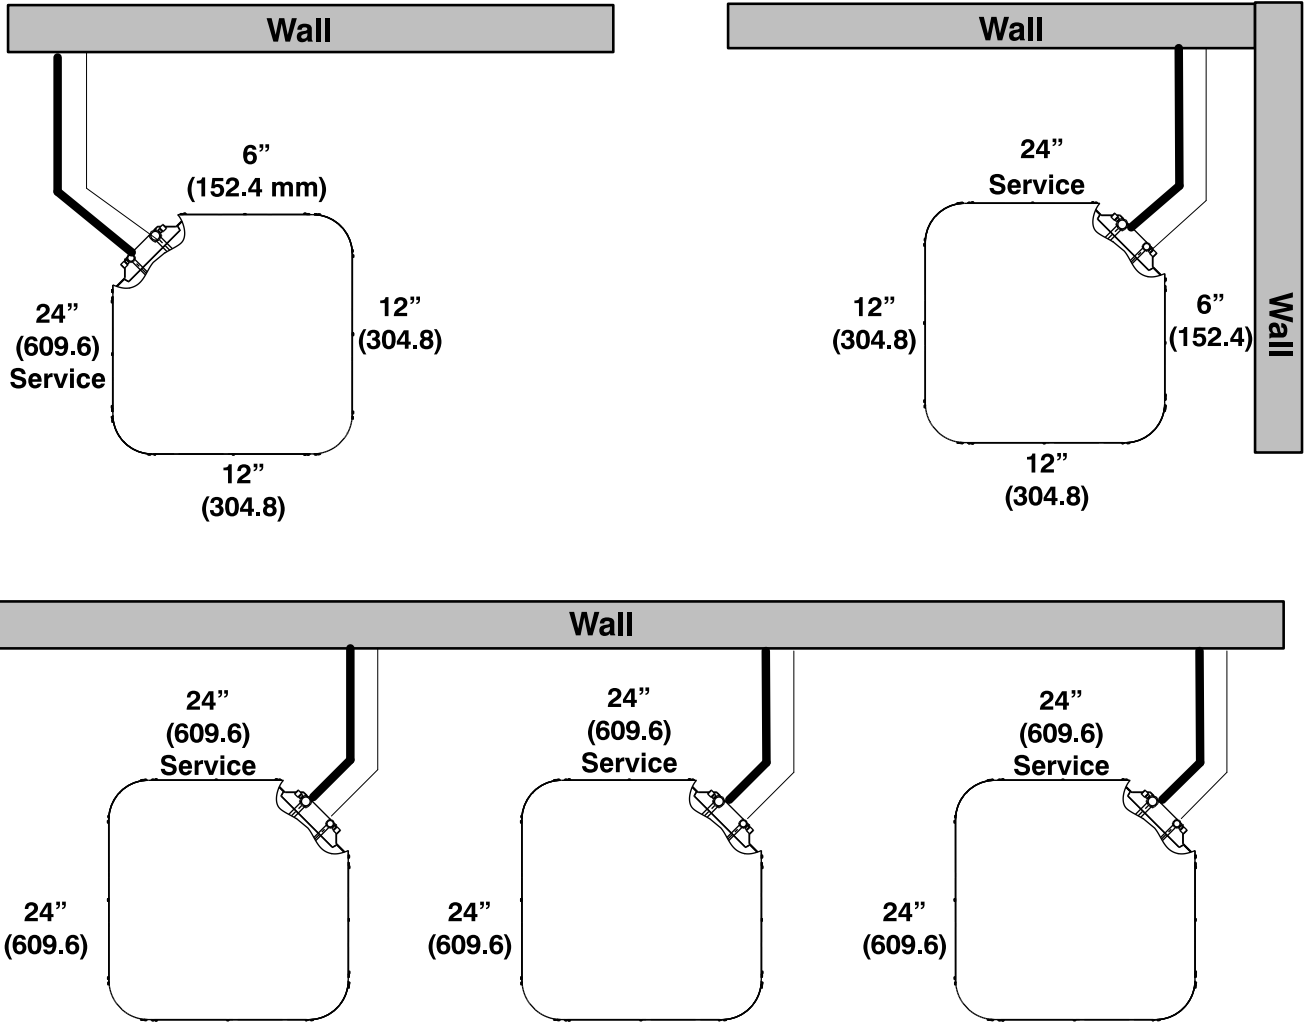 Wall
6”
(152.4 mm)
24”
(609.6)
Service
12”
(304.8)
12”
(304.8)
Wall
24”
Service
12”
(304.8)
6”
(152.4)
Wall
12”
(304.8)
Wall
24”
(609.6)
Service
24”
(609.6)
Service
24”
(609.6)
Service
24”
(609.6)
24”
(609.6)
24”
(609.6)